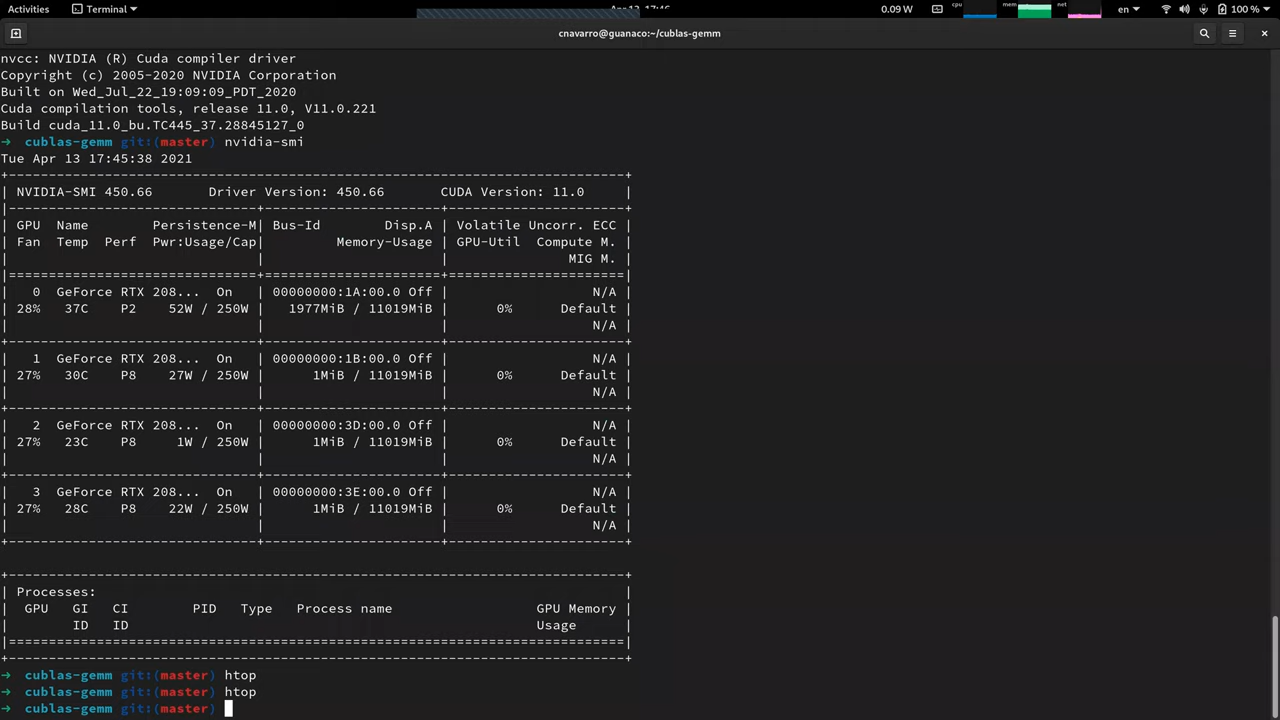 Activities Terminal Apr 13 17:46 0.09 W cpu mem net en 100 %
cnavarro@guanaco:~/cublas-gemm
nvcc: NVIDIA (R) Cuda compiler driver
Copyright (c) 2005-2020 NVIDIA Corporation
Built on Wed_Jul_22_19:09:09_PDT_2020
Cuda compilation tools, release 11.0, V11.0.221
Build cuda_11.0_bu.TC445_37.28845127_0
➜  cublas-gemm git:(master) nvidia-smi
Tue Apr 13 17:45:38 2021
+-----------------------------------------------------------------------------+
| NVIDIA-SMI 450.66       Driver Version: 450.66       CUDA Version: 11.0     |
|-------------------------------+----------------------+----------------------+
| GPU  Name        Persistence-M| Bus-Id        Disp.A | Volatile Uncorr. ECC |
| Fan  Temp  Perf  Pwr:Usage/Cap|         Memory-Usage | GPU-Util  Compute M. |
|                               |                      |               MIG M. |
|===============================+======================+======================|
|   0  GeForce RTX 208...  On   | 00000000:1A:00.0 Off |                  N/A |
| 28%   37C    P2    52W / 250W |   1977MiB / 11019MiB |      0%      Default |
|                               |                      |                  N/A |
+-------------------------------+----------------------+----------------------+
|   1  GeForce RTX 208...  On   | 00000000:1B:00.0 Off |                  N/A |
| 27%   30C    P8    27W / 250W |      1MiB / 11019MiB |      0%      Default |
|                               |                      |                  N/A |
+-------------------------------+----------------------+----------------------+
|   2  GeForce RTX 208...  On   | 00000000:3D:00.0 Off |                  N/A |
| 27%   23C    P8     1W / 250W |      1MiB / 11019MiB |      0%      Default |
|                               |                      |                  N/A |
+-------------------------------+----------------------+----------------------+
|   3  GeForce RTX 208...  On   | 00000000:3E:00.0 Off |                  N/A |
| 27%   28C    P8    22W / 250W |      1MiB / 11019MiB |      0%      Default |
|                               |                      |                  N/A |
+-------------------------------+----------------------+----------------------+
+-----------------------------------------------------------------------------+
| Processes:                                                                  |
|  GPU   GI   CI        PID   Type   Process name                  GPU Memory |
|        ID   ID                                                   Usage      |
|=============================================================================|
+-----------------------------------------------------------------------------+
➜  cublas-gemm git:(master) htop
➜  cublas-gemm git:(master) htop
➜  cublas-gemm git:(master)